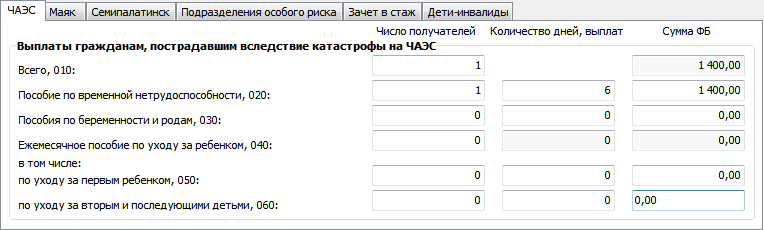 ЧАЭС Маяк Семипалатинск Подразделения особого риска Зачет в стаж Дети-инвалиды
Число получателей Количество дней, выплат Сумма ФБ
Выплаты гражданам, пострадавшим вследствие катастрофы на ЧАЭС
Всего, 010: 1 1 400,00
Пособие по временной нетрудоспособности, 020: 1 6 1 400,00
Пособия по беременности и родам, 030: 0 0 0,00
Ежемесячное пособие по уходу за ребенком, 040: 0 0 0,00
в том числе:
по уходу за первым ребенком, 050: 0 0 0,00
по уходу за вторым и последующими детьми, 060: 0 0 0,00